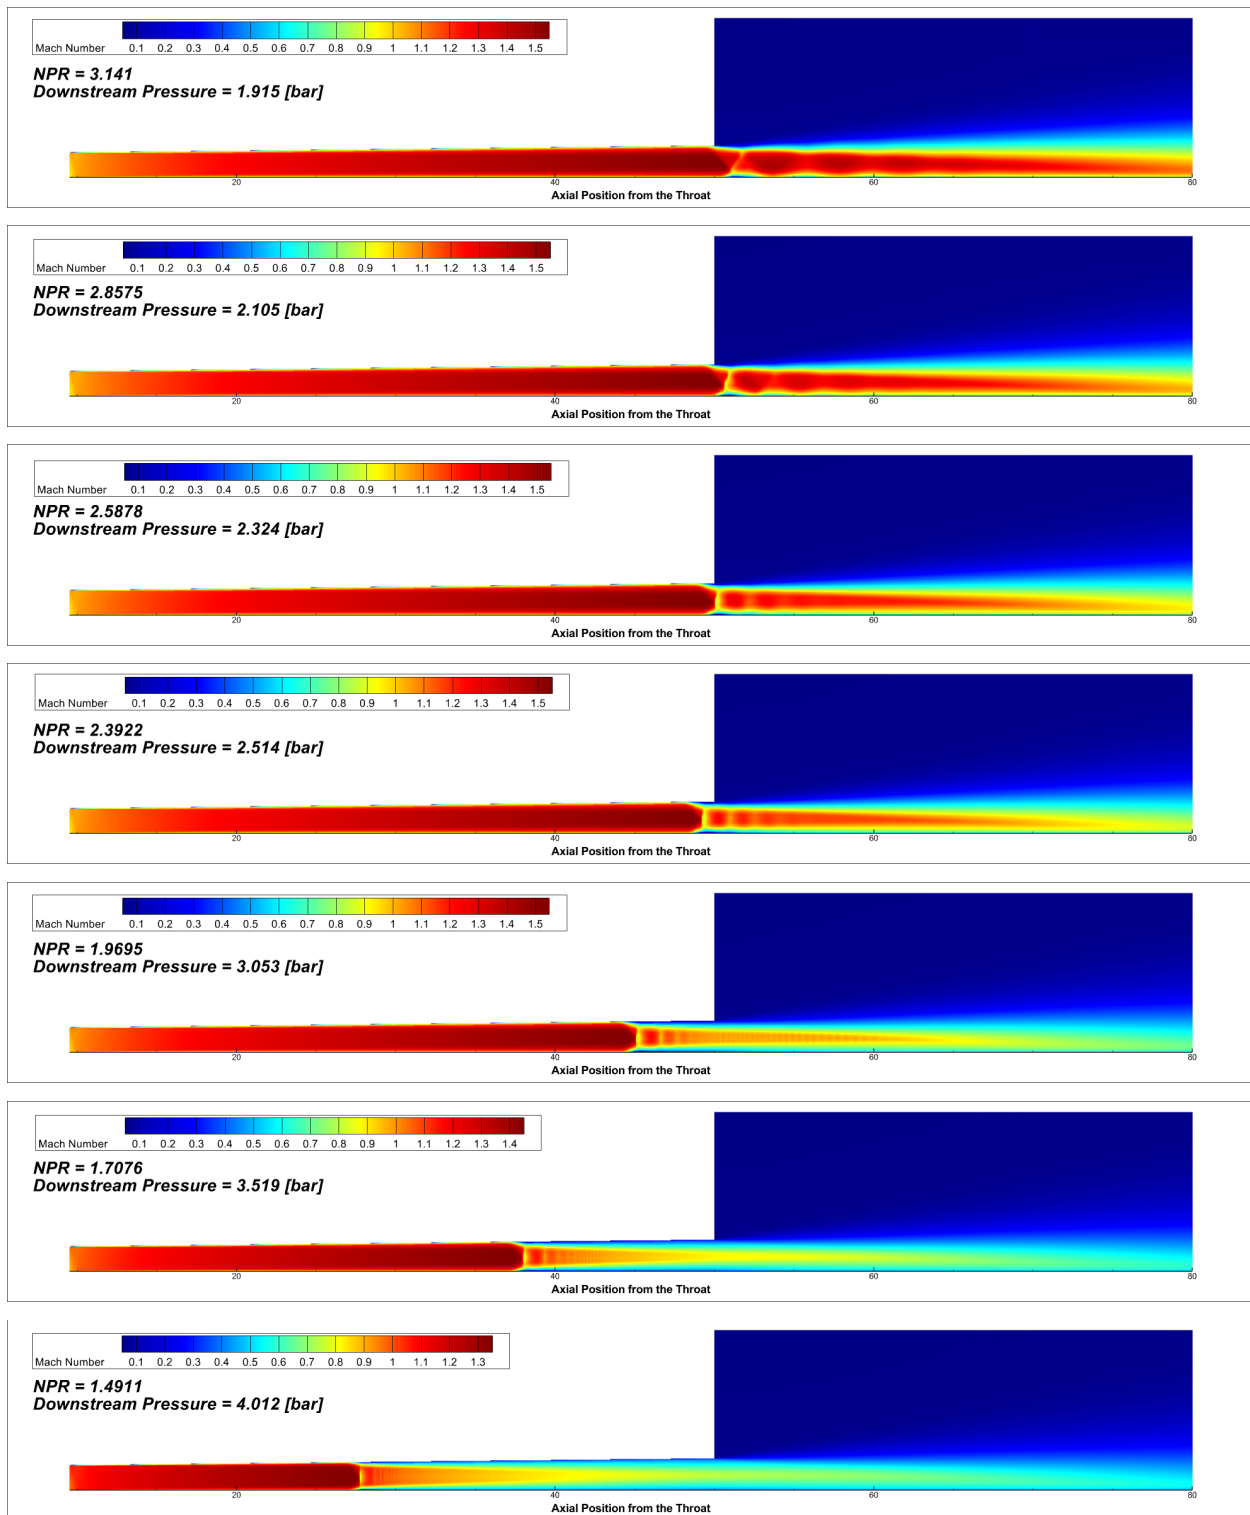 Mach Number 0.1 0.2 0.3 0.4 0.5 0.6 0.7 0.8 0.9 1 1.1 1.2 1.3 1.4 1.5
NPR = 3.141
Downstream Pressure = 1.915 [bar]
20 40 60 80
Axial Position from the Throat
Mach Number 0.1 0.2 0.3 0.4 0.5 0.6 0.7 0.8 0.9 1 1.1 1.2 1.3 1.4 1.5
NPR = 2.8575
Downstream Pressure = 2.105 [bar]
20 40 60 80
Axial Position from the Throat
Mach Number 0.1 0.2 0.3 0.4 0.5 0.6 0.7 0.8 0.9 1 1.1 1.2 1.3 1.4 1.5
NPR = 2.5878
Downstream Pressure = 2.324 [bar]
20 40 60 80
Axial Position from the Throat
Mach Number 0.1 0.2 0.3 0.4 0.5 0.6 0.7 0.8 0.9 1 1.1 1.2 1.3 1.4 1.5
NPR = 2.3922
Downstream Pressure = 2.514 [bar]
20 40 60 80
Axial Position from the Throat
Mach Number 0.1 0.2 0.3 0.4 0.5 0.6 0.7 0.8 0.9 1 1.1 1.2 1.3 1.4 1.5
NPR = 1.9695
Downstream Pressure = 3.053 [bar]
20 40 60 80
Axial Position from the Throat
Mach Number 0.1 0.2 0.3 0.4 0.5 0.6 0.7 0.8 0.9 1 1.1 1.2 1.3 1.4
NPR = 1.7076
Downstream Pressure = 3.519 [bar]
20 40 60 80
Axial Position from the Throat
Mach Number 0.1 0.2 0.3 0.4 0.5 0.6 0.7 0.8 0.9 1 1.1 1.2 1.3
NPR = 1.4911
Downstream Pressure = 4.012 [bar]
20 40 60 80
Axial Position from the Throat